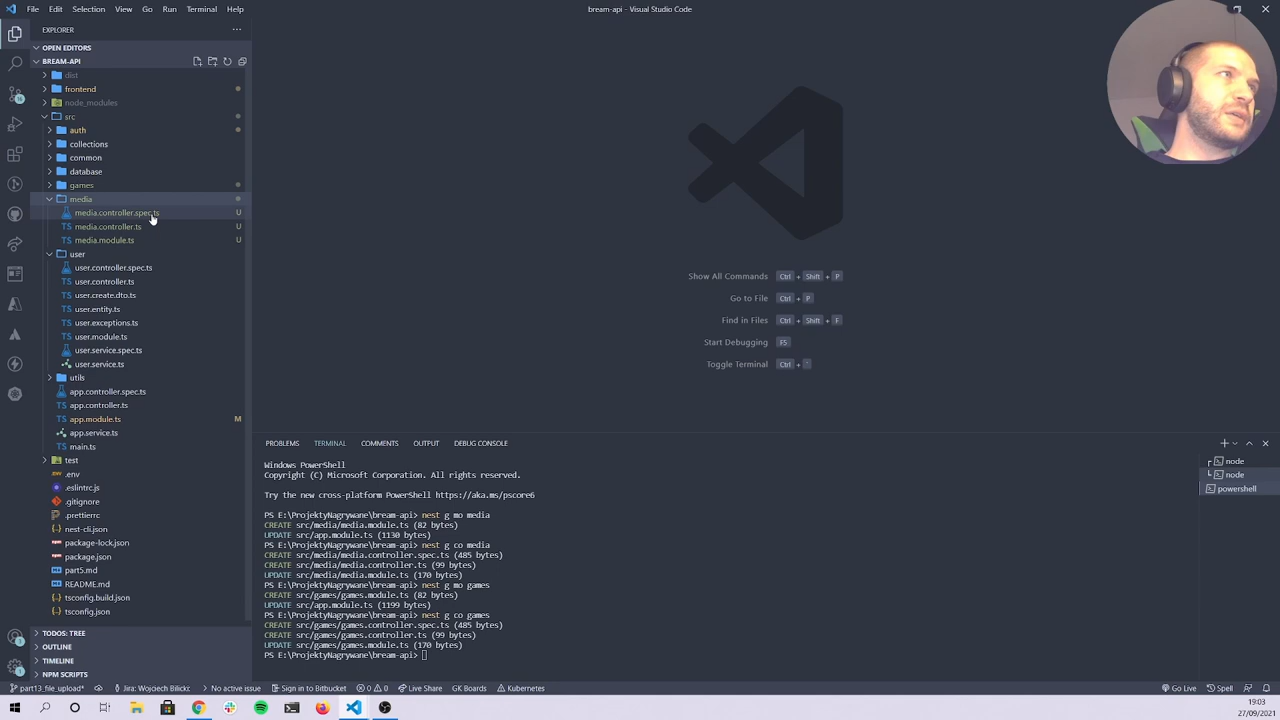 File Edit Selection View Go Run Terminal Help
bream-api - Visual Studio Code
EXPLORER
OPEN EDITORS
BREAM-API
dist
frontend
node_modules
src
auth
collections
common
database
games
media
media.controller.spec.ts U
media.controller.ts U
media.module.ts U
user
user.controller.spec.ts
user.controller.ts
user.create.dto.ts
user.entity.ts
user.exceptions.ts
user.module.ts
user.service.spec.ts
user.service.ts
utils
app.controller.spec.ts
app.controller.ts
app.module.ts M
app.service.ts
main.ts
test
.env
.eslintrc.js
.gitignore
.prettierrc
nest-cli.json
package-lock.json
package.json
part5.md
README.md
tsconfig.build.json
tsconfig.json
TODOS: TREE
OUTLINE
TIMELINE
NPM SCRIPTS
Show All Commands Ctrl + Shift + P
Go to File Ctrl + P
Find in Files Ctrl + Shift + F
Start Debugging F5
Toggle Terminal Ctrl + `
PROBLEMS TERMINAL COMMENTS OUTPUT DEBUG CONSOLE
Windows PowerShell
Copyright (C) Microsoft Corporation. All rights reserved.
Try the new cross-platform PowerShell https://aka.ms/pscore6
PS E:\ProjektyNagrywane\bream-api> nest g mo media
CREATE src/media/media.module.ts (82 bytes)
UPDATE src/app.module.ts (1130 bytes)
PS E:\ProjektyNagrywane\bream-api> nest g co media
CREATE src/media/media.controller.spec.ts (485 bytes)
CREATE src/media/media.controller.ts (99 bytes)
UPDATE src/media/media.module.ts (170 bytes)
PS E:\ProjektyNagrywane\bream-api> nest g mo games
CREATE src/games/games.module.ts (82 bytes)
UPDATE src/app.module.ts (1199 bytes)
PS E:\ProjektyNagrywane\bream-api> nest g co games
CREATE src/games/games.controller.spec.ts (485 bytes)
CREATE src/games/games.controller.ts (99 bytes)
UPDATE src/games/games.module.ts (170 bytes)
PS E:\ProjektyNagrywane\bream-api>
node
node
powershell
part13_file_upload* Jira: Wojciech Bilicki: No active issue Sign in to Bitbucket 0 0 Live Share GK Boards Kubernetes Go Live Spell
19:03
27/09/2021